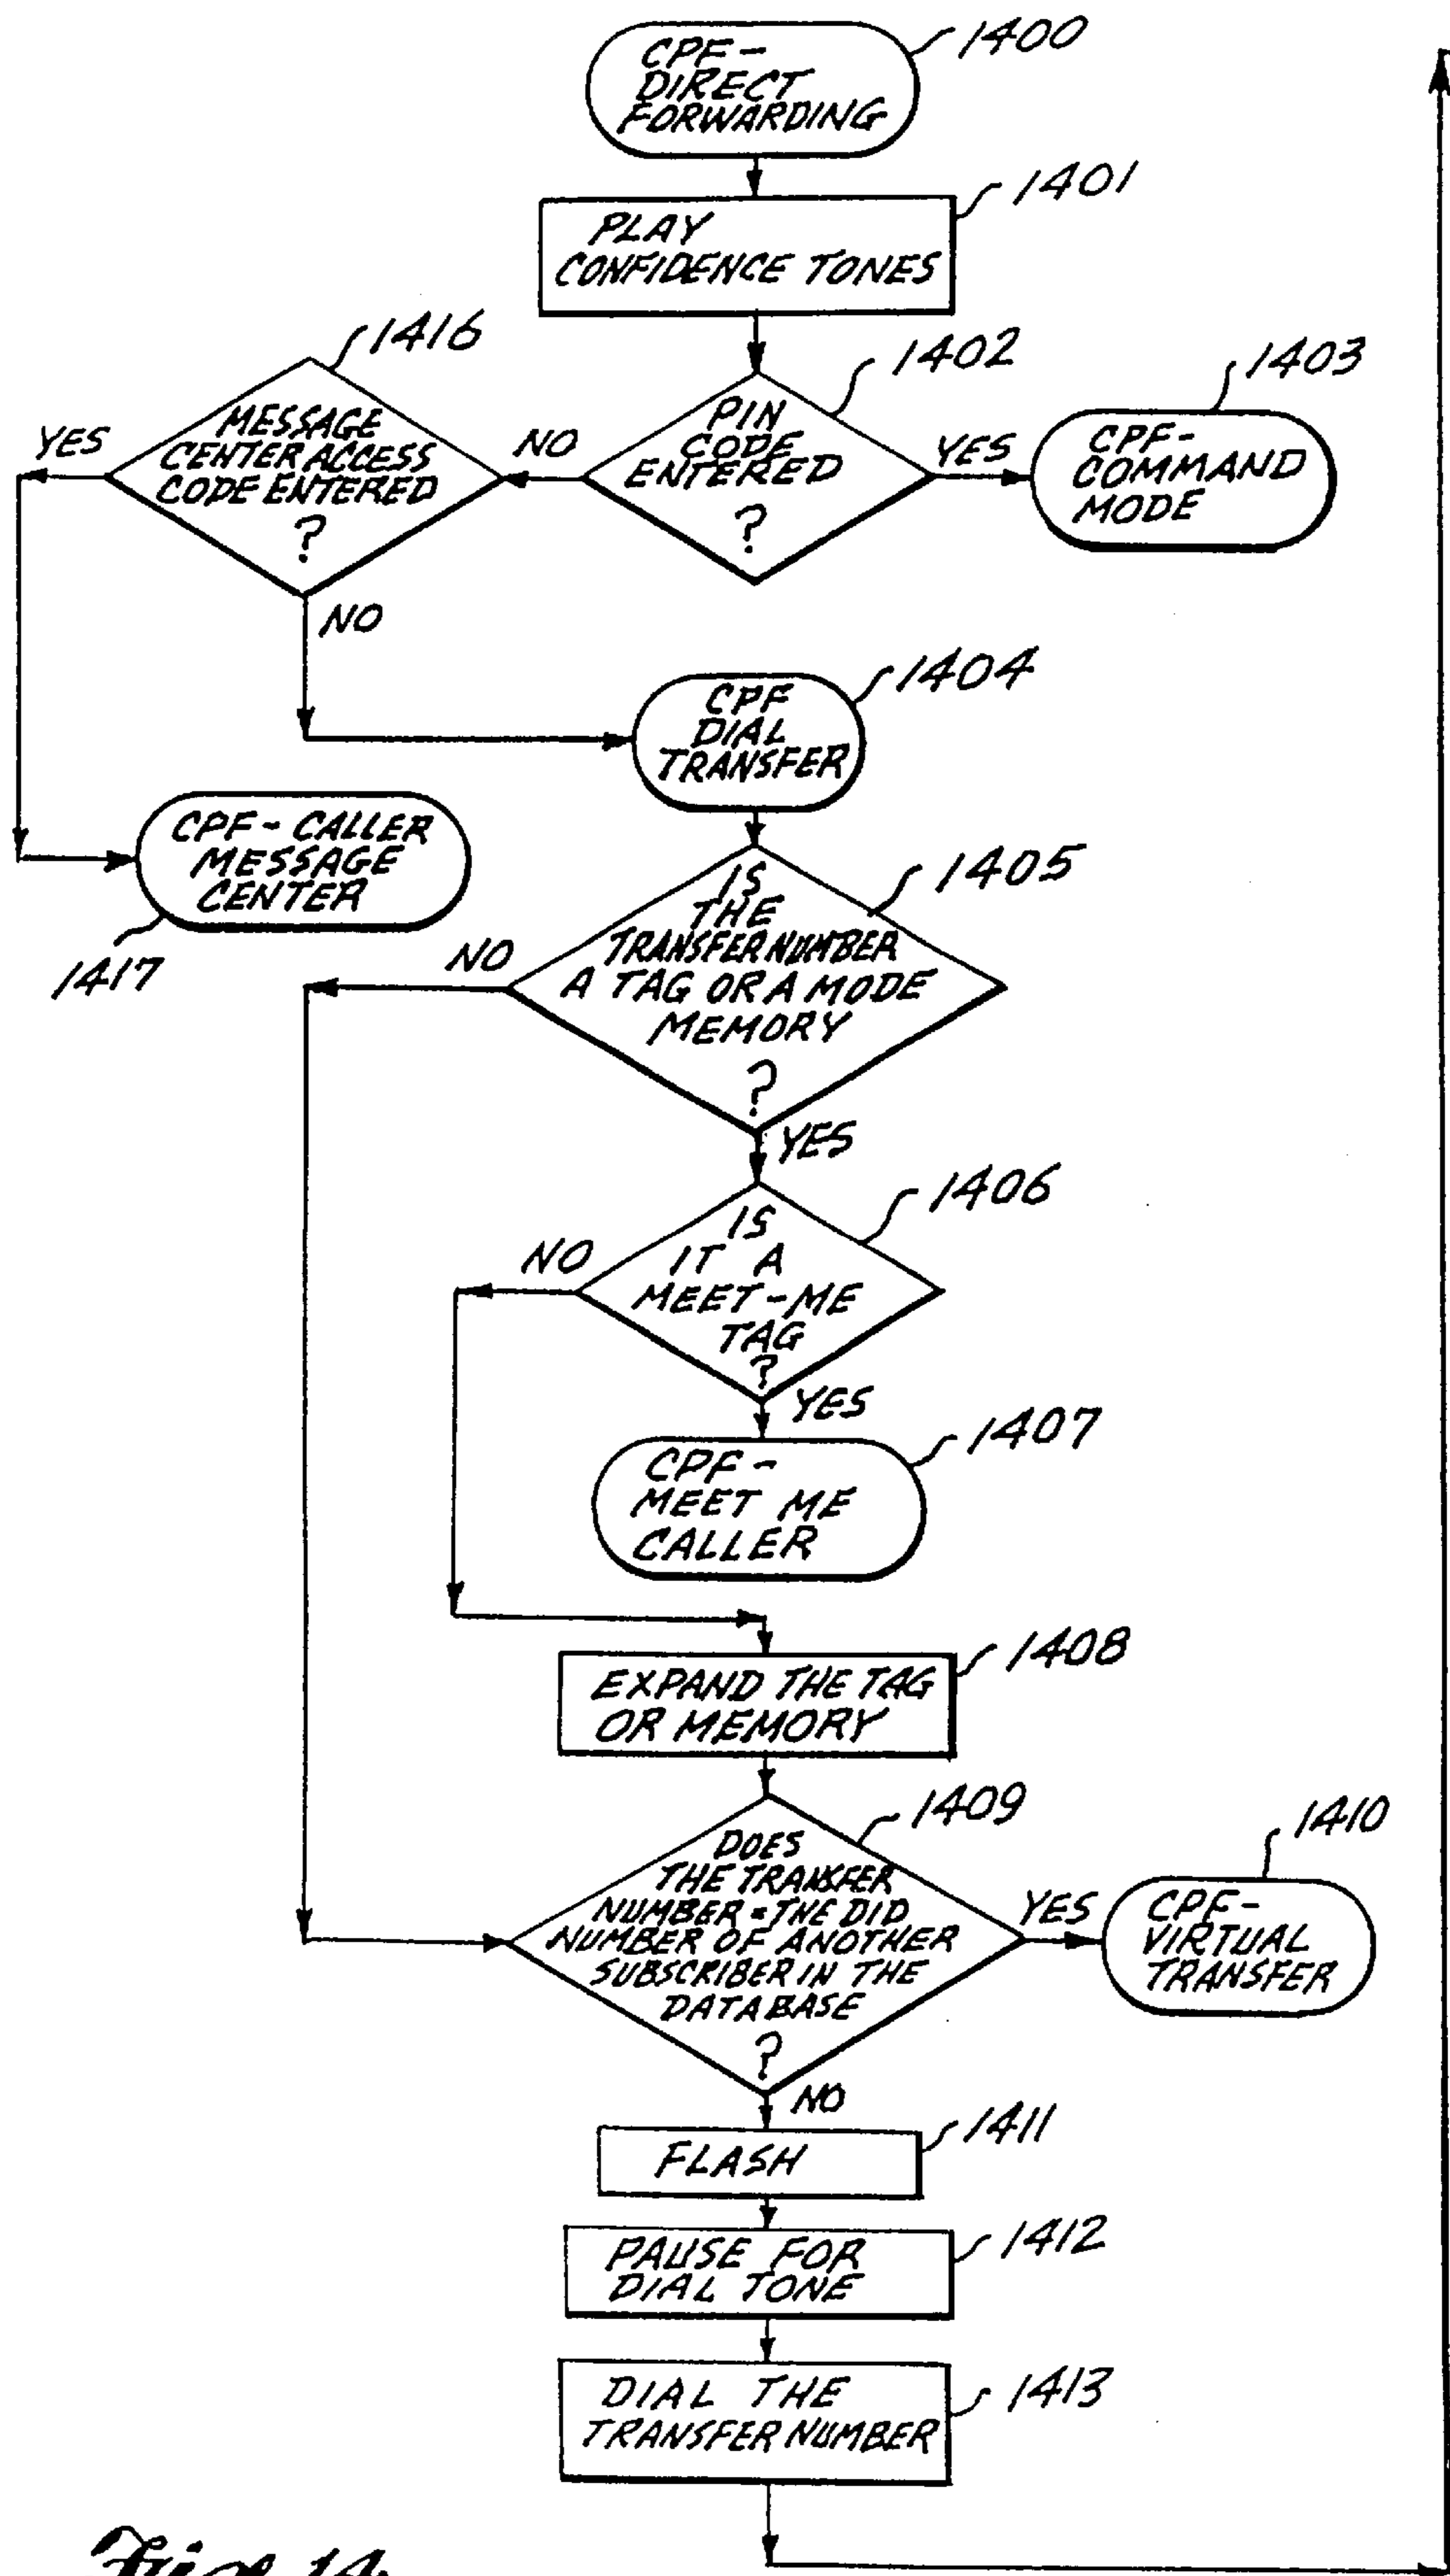 1400
CPF-
DIRECT
FORWARDING
1401
PLAY
CONFIDENCE TONES
1416
1402
1403
MESSAGE
CENTER ACCESS
CODE ENTERED
?
YES
NO
PIN
CODE
ENTERED
?
YES
CPF-
COMMAND
MODE
NO
1404
CPF
DIAL
TRANSFER
CPF-CALLER
MESSAGE
CENTER
1417
1405
IS
THE
TRANSFER NUMBER
A TAG OR A MODE
MEMORY
?
NO
YES
1406
IS
IT A
MEET-ME
TAG
?
NO
YES
1407
CPF-
MEET ME
CALLER
1408
EXPAND THE TAG
OR MEMORY
1409
DOES
THE TRANSFER
NUMBER = THE DID
NUMBER OF ANOTHER
SUBSCRIBER IN THE
DATABASE
?
YES
1410
CPF-
VIRTUAL
TRANSFER
NO
1411
FLASH
1412
PAUSE FOR
DIAL TONE
1413
DIAL THE
TRANSFER NUMBER
Fig. 14